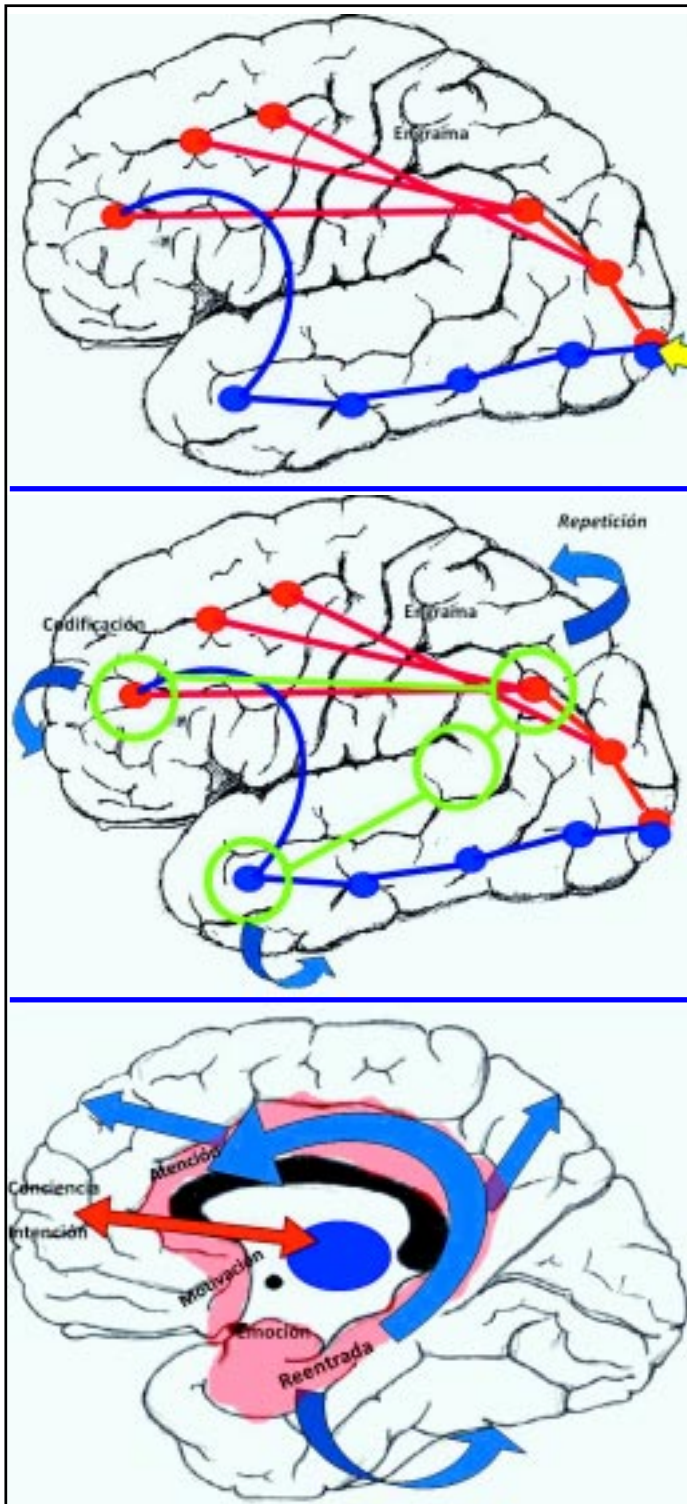 Engrama
Repetición
Codificación
Engrama
Atención
Conciencia
Intención
Motivación
Emoción
Reentrada